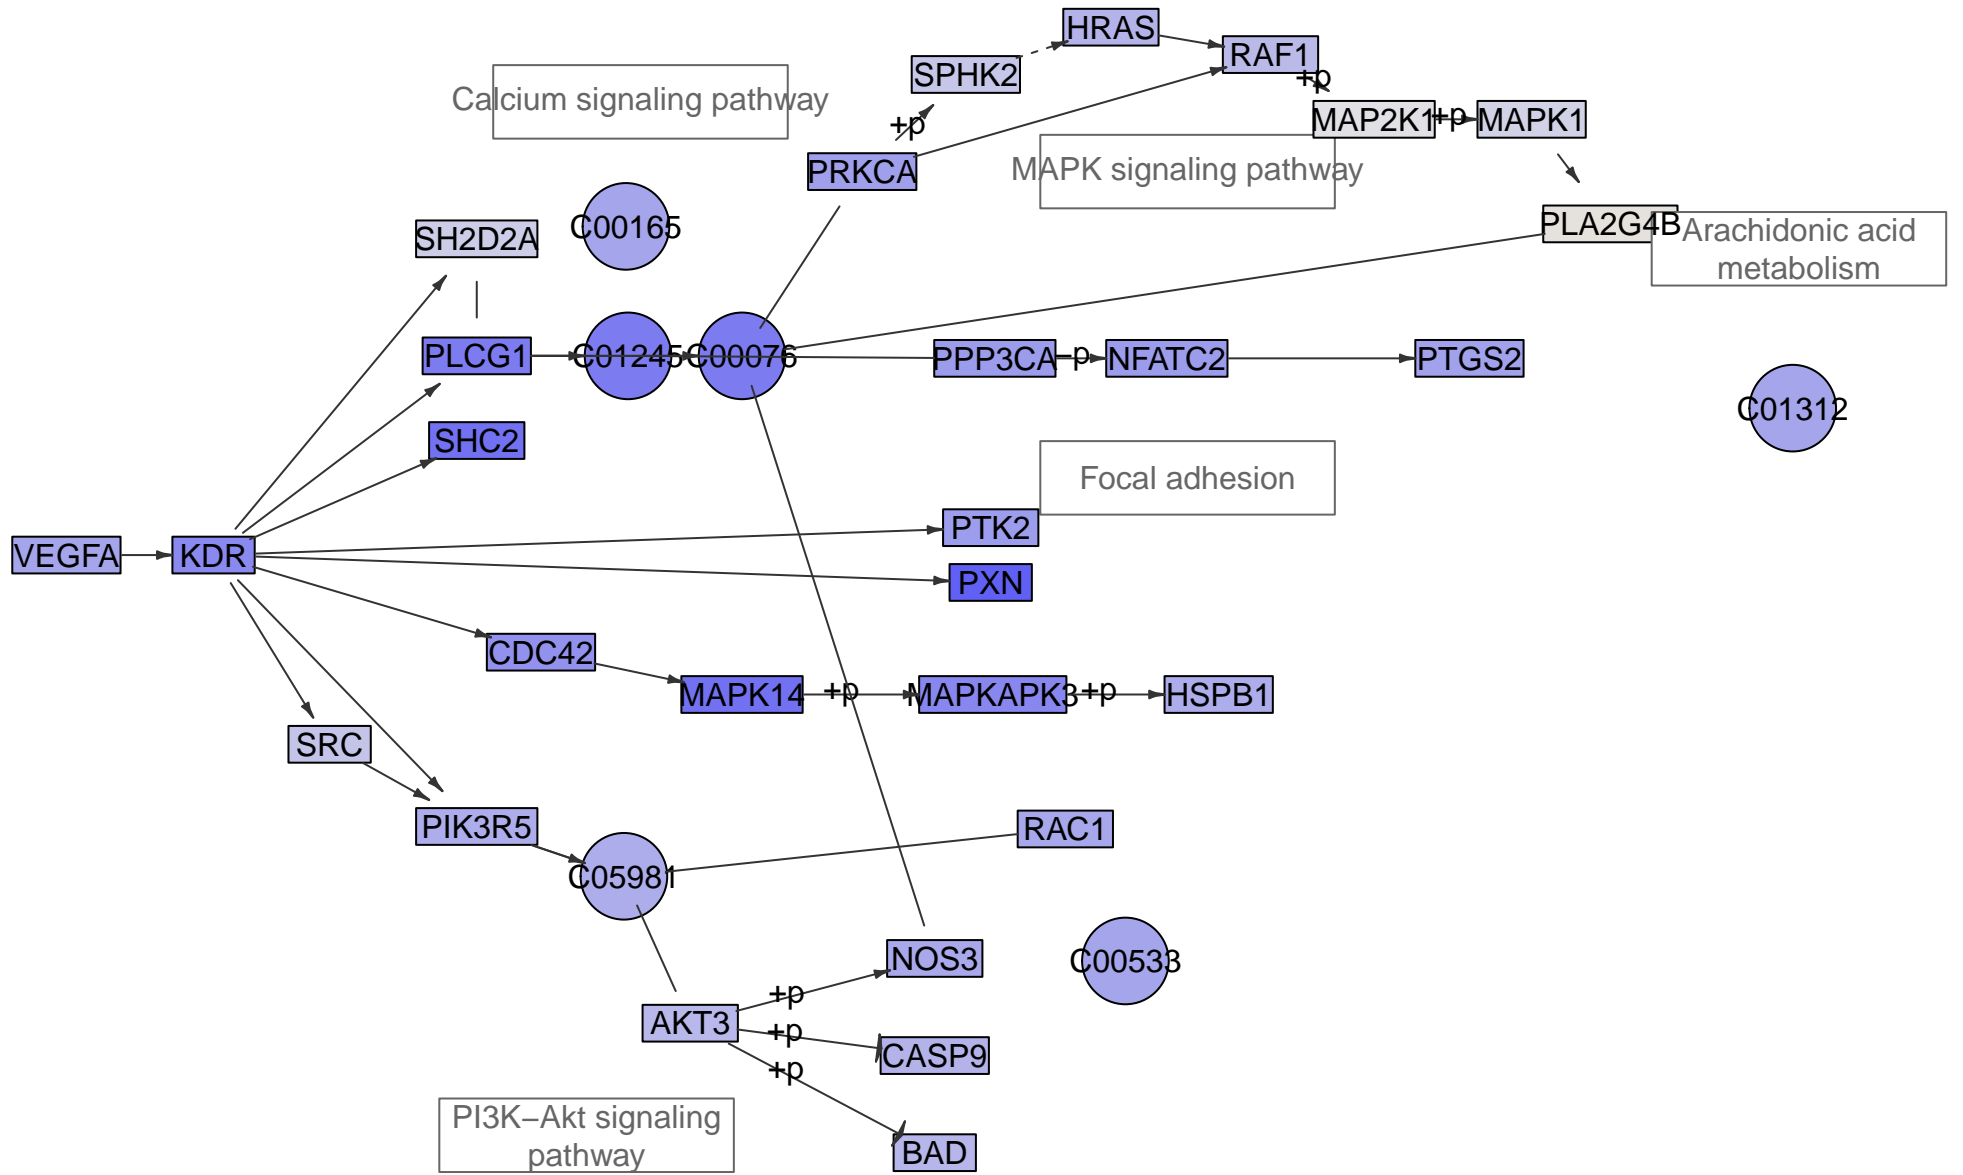 HRAS
RAF1
SPHK2
+p
Calcium signaling pathway
MAP2K1
+p
MAPK1
+p
PRKCA
MAPK signaling pathway
C00165
SH2D2A
PLA2G4B
Arachidonic acid
metabolism
PLCG1
C01245
C00076
PPP3CA
−p
NFATC2
PTGS2
C01312
SHC2
Focal adhesion
PTK2
VEGFA
KDR
PXN
CDC42
MAPK14
+p
MAPKAPK3
+p
HSPB1
SRC
PIK3R5
RAC1
C05981
NOS3
C00533
+p
AKT3
+p
CASP9
+p
PI3K−Akt signaling
pathway
BAD